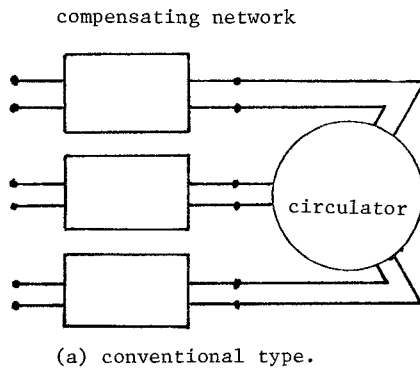 compensating network
circulator
(a) conventional type.